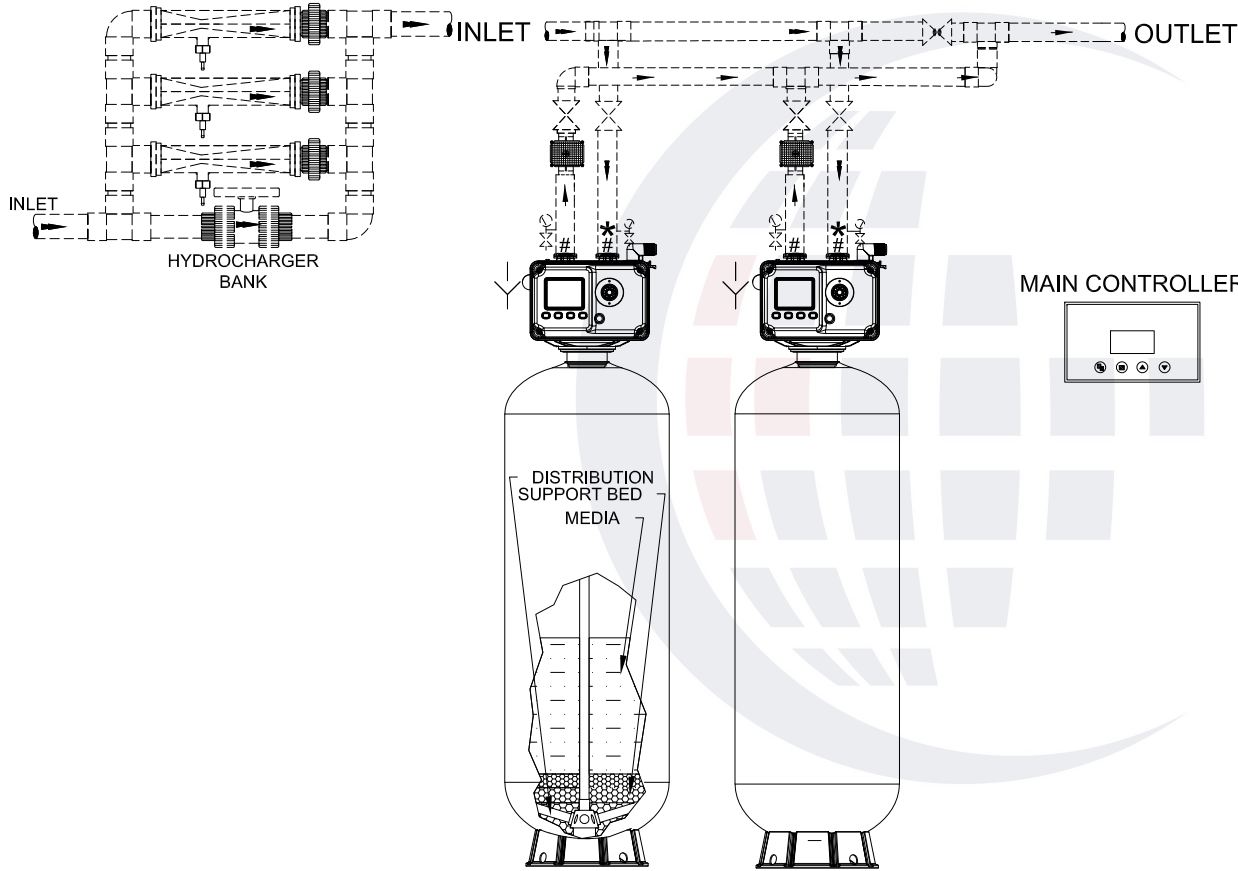 INLET
OUTLET
INLET
HYDROCHARGER
BANK
*
#
*
#
#
#
MAIN CONTROLLER
DISTRIBUTION
SUPPORT BED
MEDIA